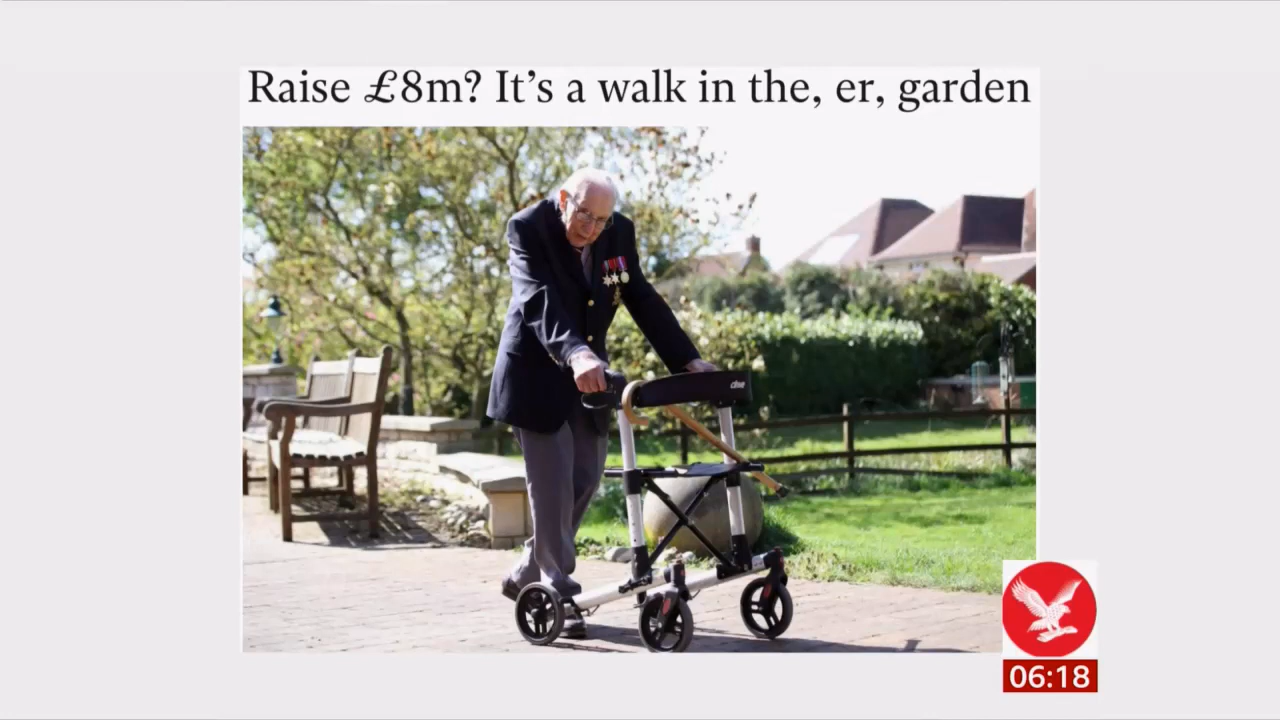 Raise £8m? It's a walk in the, er, garden
06:18